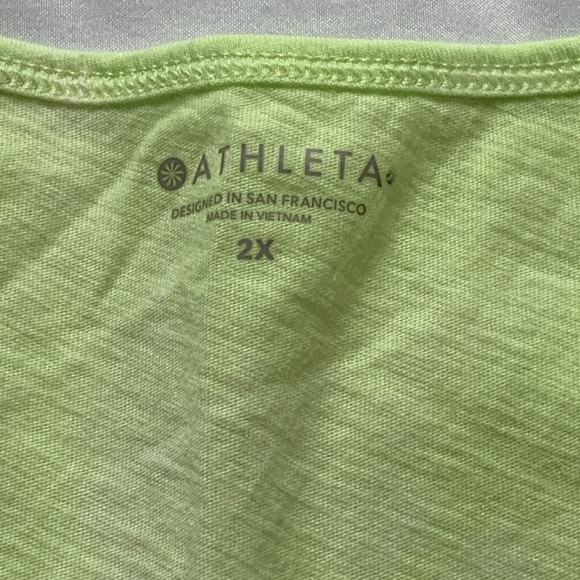 ATHLETA
DESIGNED IN SAN FRANCISCO
MADE IN VIETNAM
2X